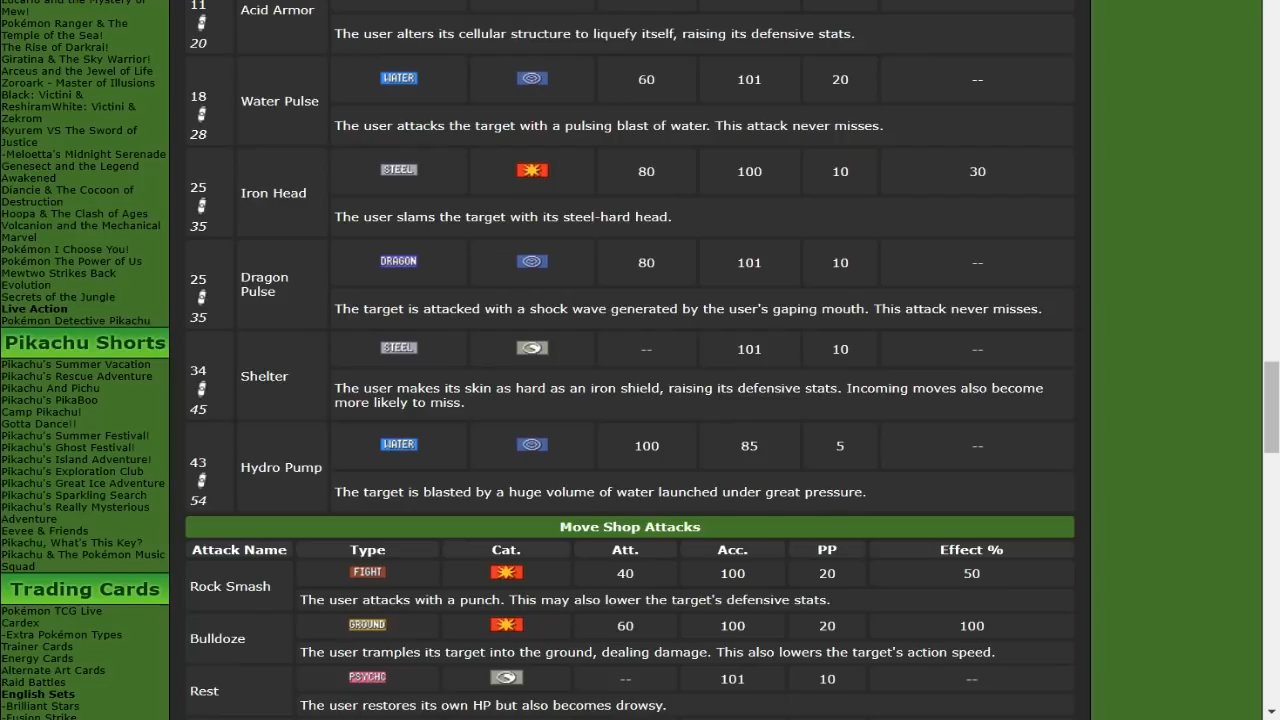 Lucario and the Mystery of
Mew!
Pokémon Ranger & The
Temple of the Sea!
The Rise of Darkrai!
Giratina & The Sky Warrior!
Arceus and the Jewel of Life
Zoroark - Master of Illusions
Black: Victini &
ReshiramWhite: Victini &
Zekrom
Kyurem VS The Sword of
Justice
-Meloetta's Midnight Serenade
Genesect and the Legend
Awakened
Diancie & The Cocoon of
Destruction
Hoopa & The Clash of Ages
Volcanion and the Mechanical
Marvel
Pokémon I Choose You!
Pokémon The Power of Us
Mewtwo Strikes Back
Evolution
Secrets of the Jungle
Live Action
Pokémon Detective Pikachu
Pikachu Shorts
Pikachu's Summer Vacation
Pikachu's Rescue Adventure
Pikachu And Pichu
Pikachu's PikaBoo
Camp Pikachu!
Gotta Dance!!
Pikachu's Summer Festival!
Pikachu's Ghost Festival!
Pikachu's Island Adventure!
Pikachu's Exploration Club
Pikachu's Great Ice Adventure
Pikachu's Sparkling Search
Pikachu's Really Mysterious
Adventure
Eevee & Friends
Pikachu, What's This Key?
Pikachu & The Pokémon Music
Squad
Trading Cards
Pokémon TCG Live
Cardex
-Extra Pokémon Types
Trainer Cards
Energy Cards
Alternate Art Cards
Raid Battles
English Sets
-Brilliant Stars
-Fusion Strike
11
20
Acid Armor
The user alters its cellular structure to liquefy itself, raising its defensive stats.
18
28
Water Pulse
WATER 60 101 20 --
The user attacks the target with a pulsing blast of water. This attack never misses.
25
35
Iron Head
STEEL 80 100 10 30
The user slams the target with its steel-hard head.
25
35
Dragon
Pulse
DRAGON 80 101 10 --
The target is attacked with a shock wave generated by the user's gaping mouth. This attack never misses.
34
45
Shelter
STEEL -- 101 10 --
The user makes its skin as hard as an iron shield, raising its defensive stats. Incoming moves also become
more likely to miss.
43
54
Hydro Pump
WATER 100 85 5 --
The target is blasted by a huge volume of water launched under great pressure.
Move Shop Attacks
Attack Name Type Cat. Att. Acc. PP Effect %
Rock Smash
FIGHT 40 100 20 50
The user attacks with a punch. This may also lower the target's defensive stats.
Bulldoze
GROUND 60 100 20 100
The user tramples its target into the ground, dealing damage. This also lowers the target's action speed.
Rest
PSYCHC -- 101 10 --
The user restores its own HP but also becomes drowsy.